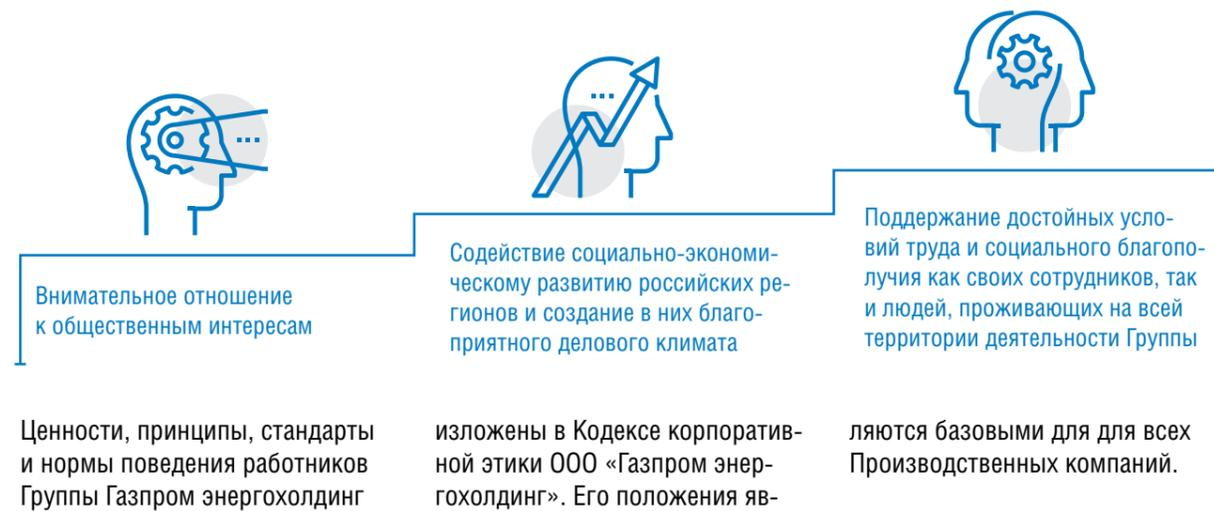 Внимательное отношение
к общественным интересам
Содействие социально-экономи-
ческому развитию российских ре-
гионов и создание в них благо-
приятного делового климата
Поддержание достойных усло-
вий труда и социального благопо-
лучия как своих сотрудников, так
и людей, проживающих на всей
территории деятельности Группы
Ценности, принципы, стандарты
и нормы поведения работников
Группы Газпром энергохолдинг
изложены в Кодексе корпоратив-
ной этики ООО «Газпром энер-
гохолдинг». Его положения яв-
ляются базовыми для для всех
Производственных компаний.